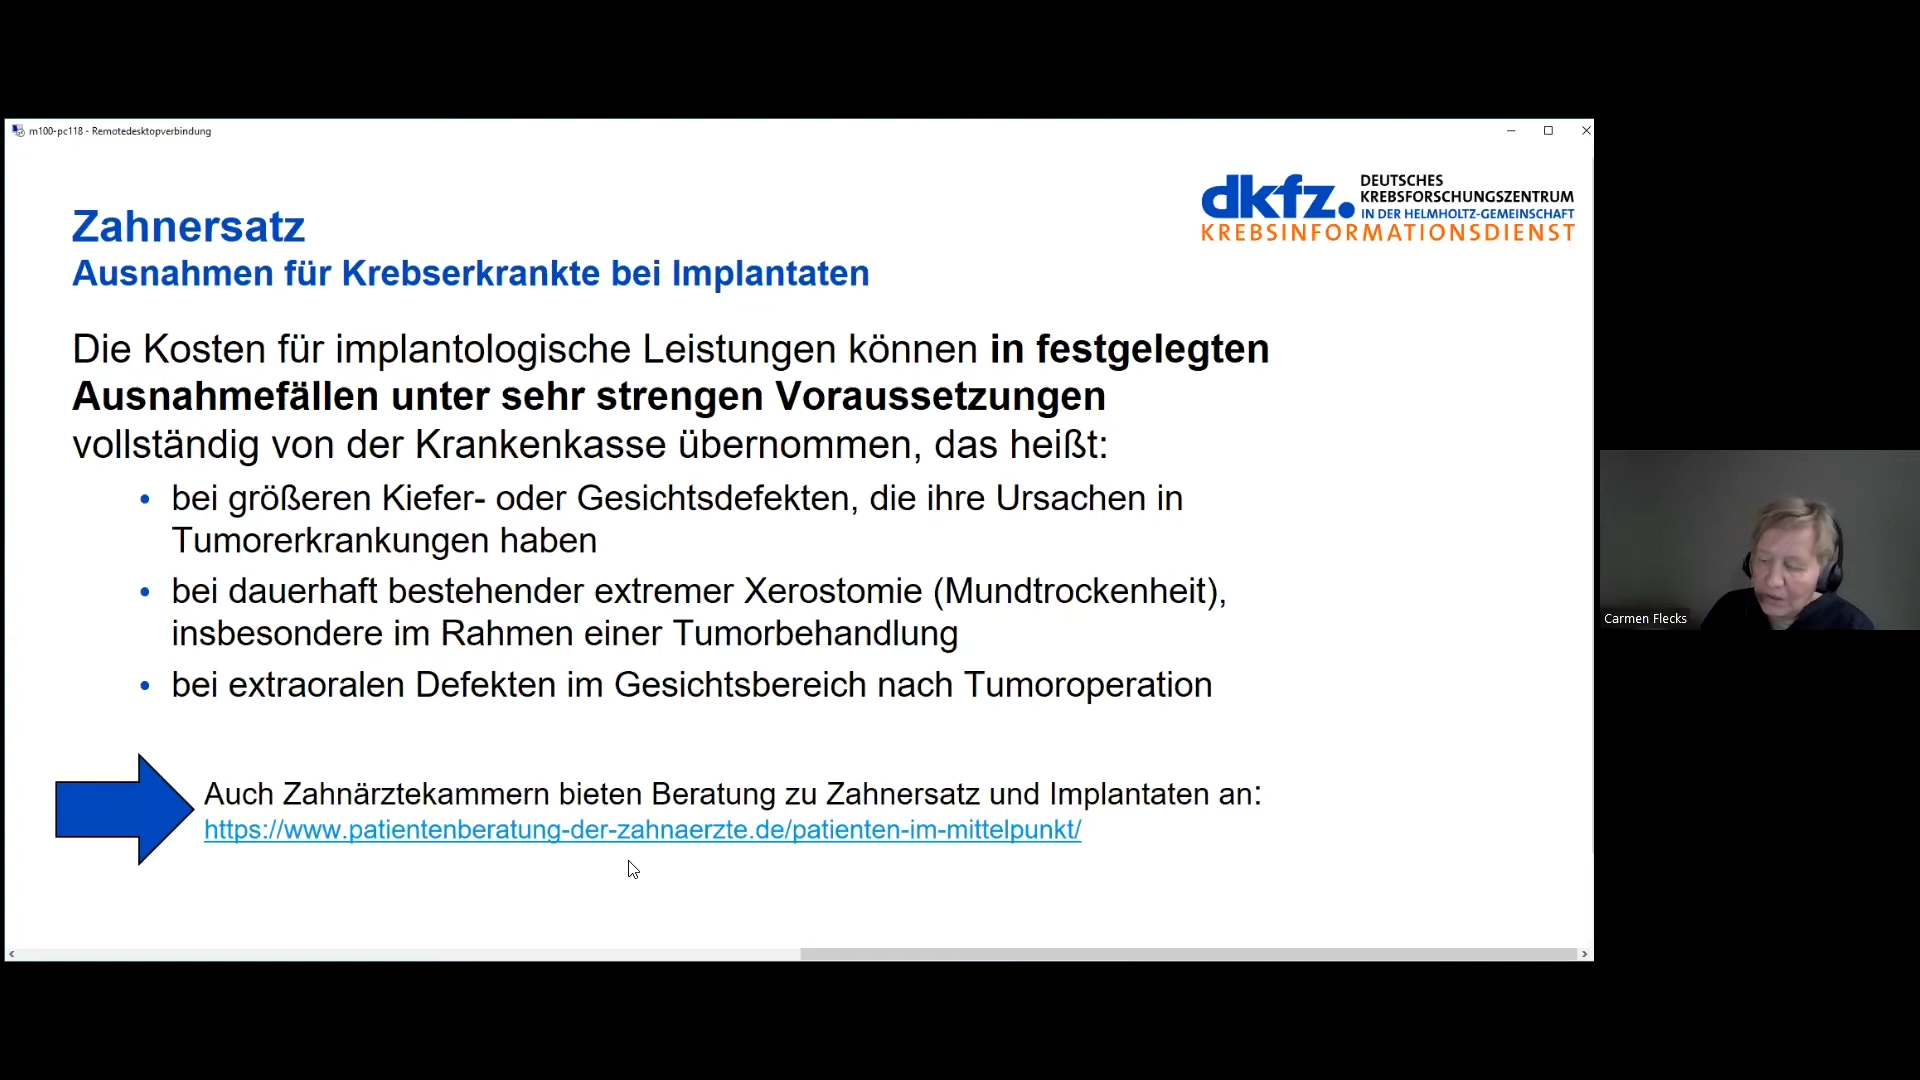 m100-pc118 - Remotedesktopverbindung
dkfz.
DEUTSCHES
KREBSFORSCHUNGSZENTRUM
IN DER HELMHOLTZ-GEMEINSCHAFT
KREBSINFORMATIONSDIENST
Zahnersatz
Ausnahmen für Krebserkrankte bei Implantaten
Die Kosten für implantologische Leistungen können in festgelegten
Ausnahmefällen unter sehr strengen Voraussetzungen
vollständig von der Krankenkasse übernommen, das heißt:
• bei größeren Kiefer- oder Gesichtsdefekten, die ihre Ursachen in
Tumorerkrankungen haben
• bei dauerhaft bestehender extremer Xerostomie (Mundtrockenheit),
insbesondere im Rahmen einer Tumorbehandlung
• bei extraoralen Defekten im Gesichtsbereich nach Tumoroperation
Auch Zahnärztekammern bieten Beratung zu Zahnersatz und Implantaten an:
https://www.patientenberatung-der-zahnaerzte.de/patienten-im-mittelpunkt/
Carmen Flecks